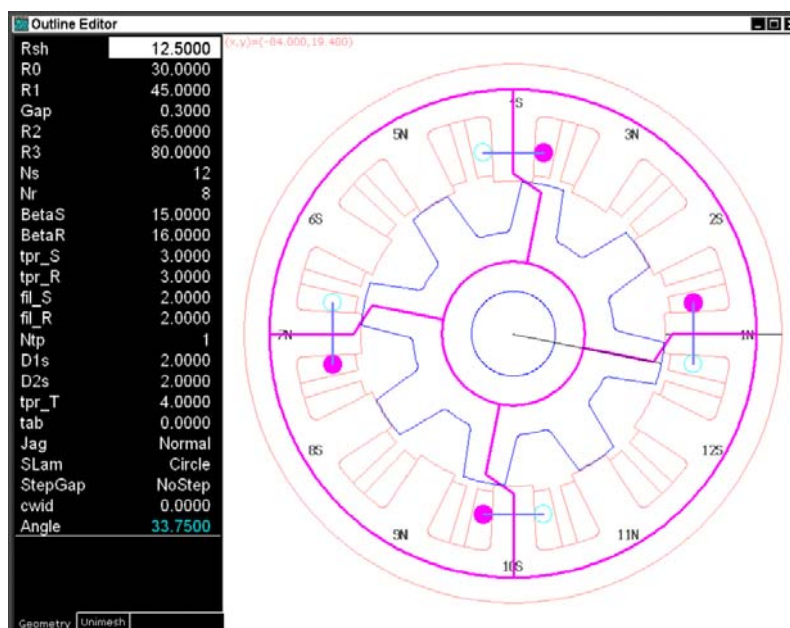 Outline Editor
Rsh 12.5000
R0 30.0000
R1 45.0000
Gap 0.3000
R2 65.0000
R3 80.0000
Ns 12
Nr 8
BetaS 15.0000
BetaR 16.0000
tpr_S 3.0000
tpr_R 3.0000
fil_S 2.0000
fil_R 2.0000
Ntp 1
D1s 2.0000
D2s 2.0000
tpr_T 4.0000
tab 0.0000
Jag Normal
SLam Circle
StepGap NoStep
cwid 0.0000
Angle 33.7500
Geometry Unimesh
(x,y)=(-84.000,19.400)
4S
5N 3N
6S 2S
7N 1N
8S 12S
9N 11N
10S